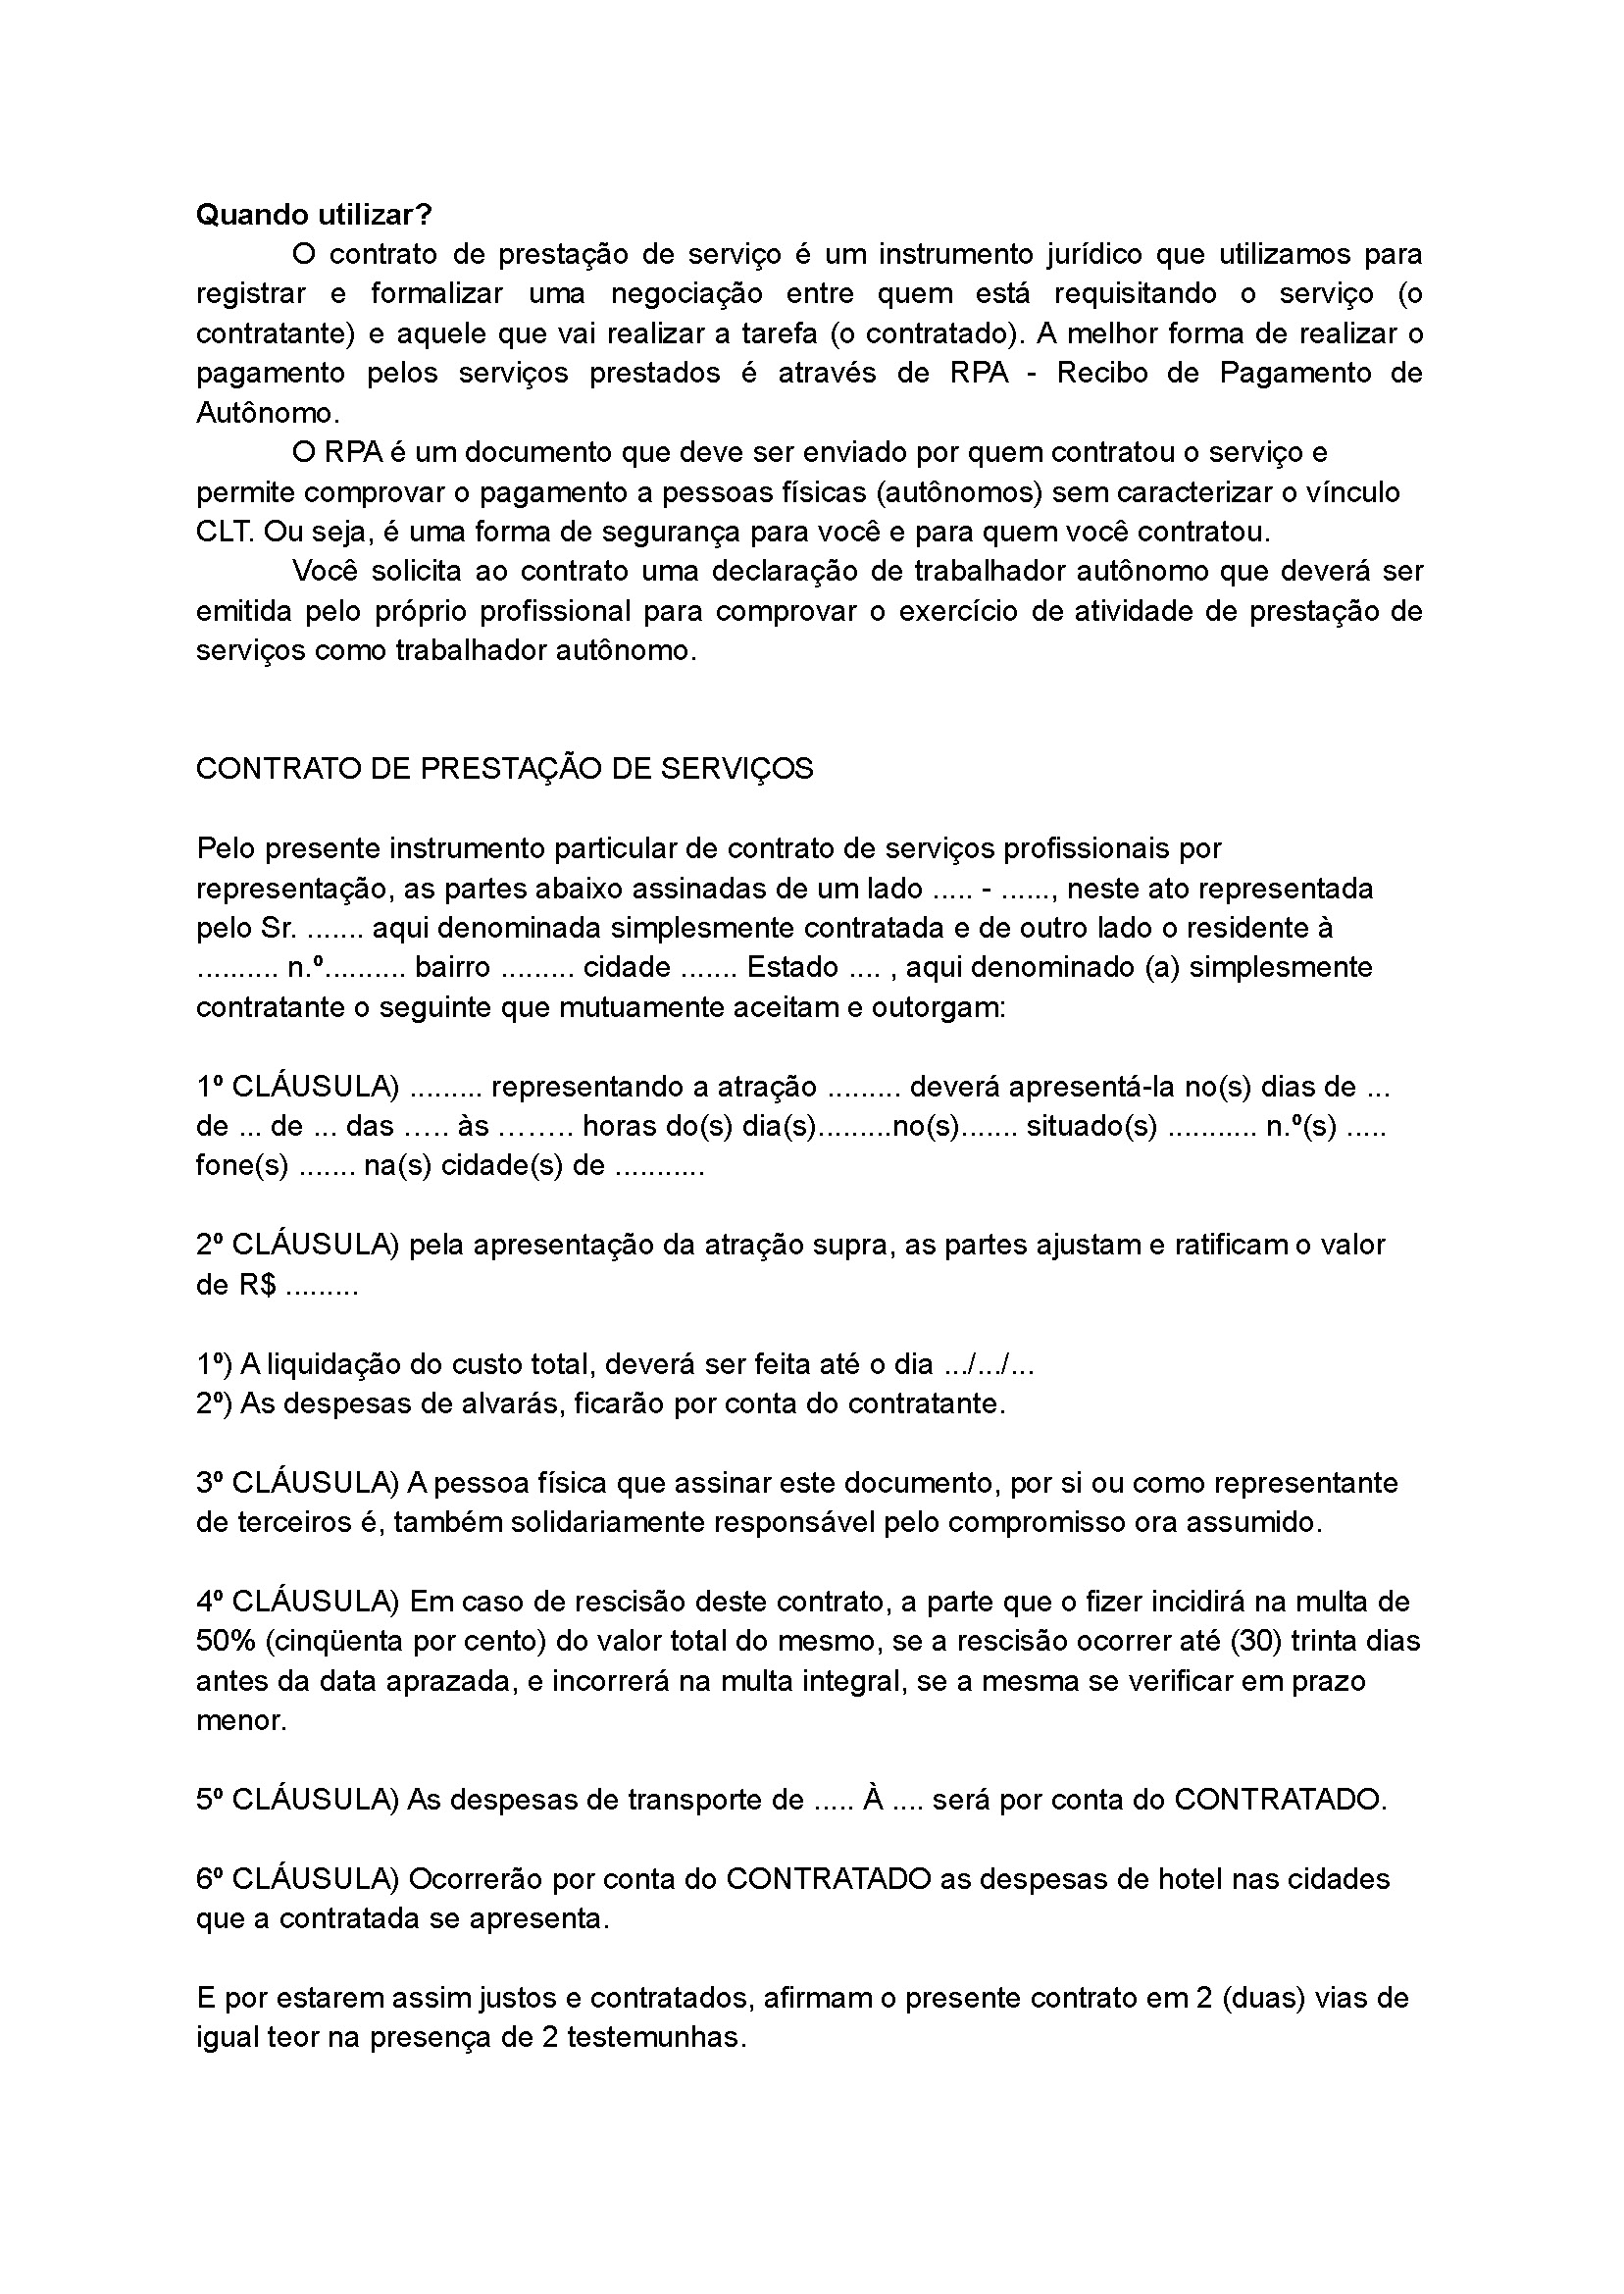 Quando utilizar?
O contrato de prestação de serviço é um instrumento jurídico que utilizamos para
registrar e formalizar uma negociação entre quem está requisitando o serviço (o
contratante) e aquele que vai realizar a tarefa (o contratado). A melhor forma de realizar o
pagamento pelos serviços prestados é através de RPA - Recibo de Pagamento de
Autônomo.
O RPA é um documento que deve ser enviado por quem contratou o serviço e
permite comprovar o pagamento a pessoas físicas (autônomos) sem caracterizar o vínculo
CLT. Ou seja, é uma forma de segurança para você e para quem você contratou.
Você solicita ao contrato uma declaração de trabalhador autônomo que deverá ser
emitida pelo próprio profissional para comprovar o exercício de atividade de prestação de
serviços como trabalhador autônomo.
CONTRATO DE PRESTAÇÃO DE SERVIÇOS
Pelo presente instrumento particular de contrato de serviços profissionais por
representação, as partes abaixo assinadas de um lado ..... - ......, neste ato representada
pelo Sr. ....... aqui denominada simplesmente contratada e de outro lado o residente à
.......... n.º.......... bairro ......... cidade ....... Estado .... , aqui denominado (a) simplesmente
contratante o seguinte que mutuamente aceitam e outorgam:
1º CLÁUSULA) ......... representando a atração ......... deverá apresentá-la no(s) dias de ...
de ... de ... das ….. às …….. horas do(s) dia(s).........no(s)....... situado(s) ........... n.º(s) .....
fone(s) ....... na(s) cidade(s) de ...........
2º CLÁUSULA) pela apresentação da atração supra, as partes ajustam e ratificam o valor
de R$ .........
1º) A liquidação do custo total, deverá ser feita até o dia .../.../...
2º) As despesas de alvarás, ficarão por conta do contratante.
3º CLÁUSULA) A pessoa física que assinar este documento, por si ou como representante
de terceiros é, também solidariamente responsável pelo compromisso ora assumido.
4º CLÁUSULA) Em caso de rescisão deste contrato, a parte que o fizer incidirá na multa de
50% (cinqüenta por cento) do valor total do mesmo, se a rescisão ocorrer até (30) trinta dias
antes da data aprazada, e incorrerá na multa integral, se a mesma se verificar em prazo
menor.
5º CLÁUSULA) As despesas de transporte de ..... À .... será por conta do CONTRATADO.
6º CLÁUSULA) Ocorrerão por conta do CONTRATADO as despesas de hotel nas cidades
que a contratada se apresenta.
E por estarem assim justos e contratados, afirmam o presente contrato em 2 (duas) vias de
igual teor na presença de 2 testemunhas.